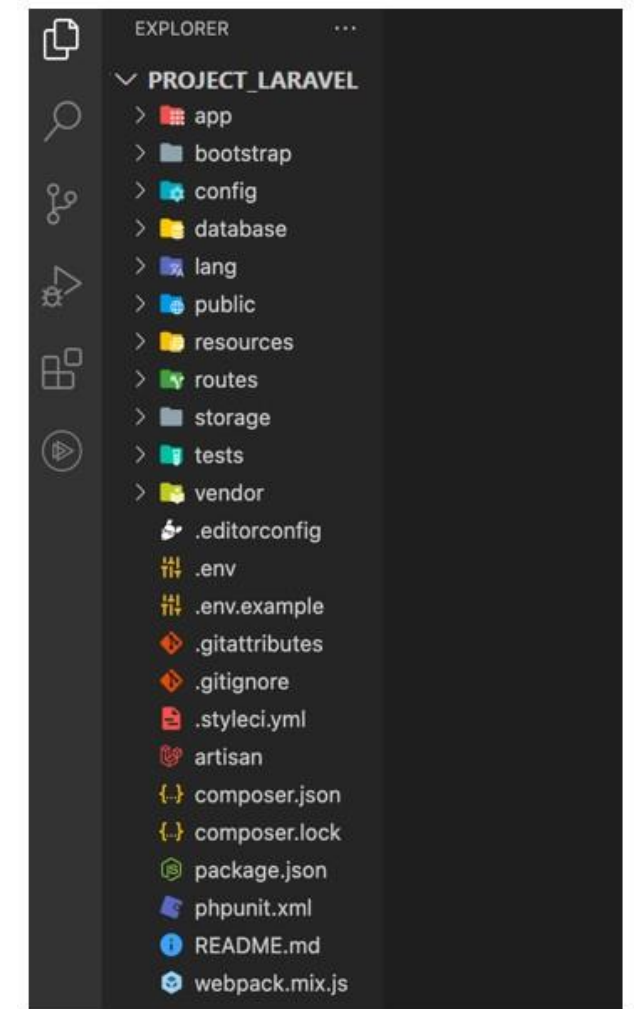 EXPLORER ...
PROJECT_LARAVEL
app
bootstrap
config
database
lang
public
resources
routes
storage
tests
vendor
.editorconfig
.env
.env.example
.gitattributes
.gitignore
.styleci.yml
artisan
composer.json
composer.lock
package.json
phpunit.xml
README.md
webpack.mix.js